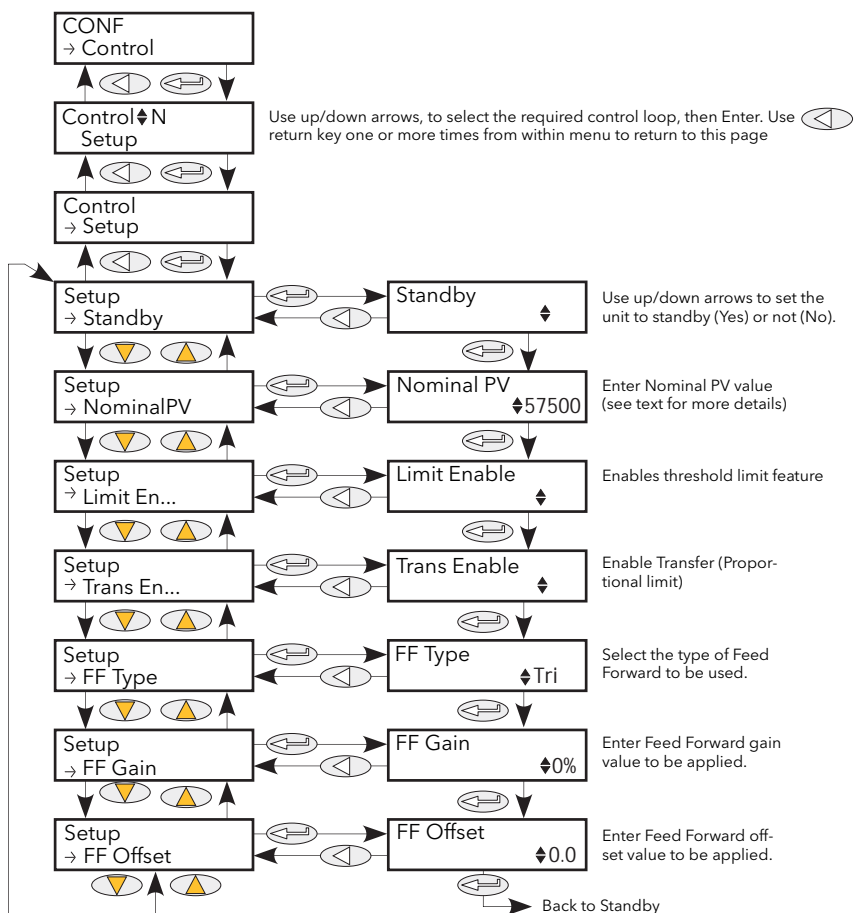 CONF
→ Control
Control♦N
Setup
Use up/down arrows, to select the required control loop, then Enter. Use
return key one or more times from within menu to return to this page
Control
→ Setup
Setup
→ Standby
Standby
♦
Use up/down arrows to set the
unit to standby (Yes) or not (No).
Setup
→ NominalPV
Nominal PV
♦57500
Enter Nominal PV value
(see text for more details)
Setup
→ Limit En...
Limit Enable
♦
Enables threshold limit feature
Setup
→ Trans En...
Trans Enable
♦
Enable Transfer (Propor-
tional limit)
Setup
→ FF Type
FF Type
♦Tri
Select the type of Feed
Forward to be used.
Setup
→ FF Gain
FF Gain
♦0%
Enter Feed Forward gain
value to be applied.
Setup
→ FF Offset
FF Offset
♦0.0
Enter Feed Forward off-
set value to be applied.
Back to Standby